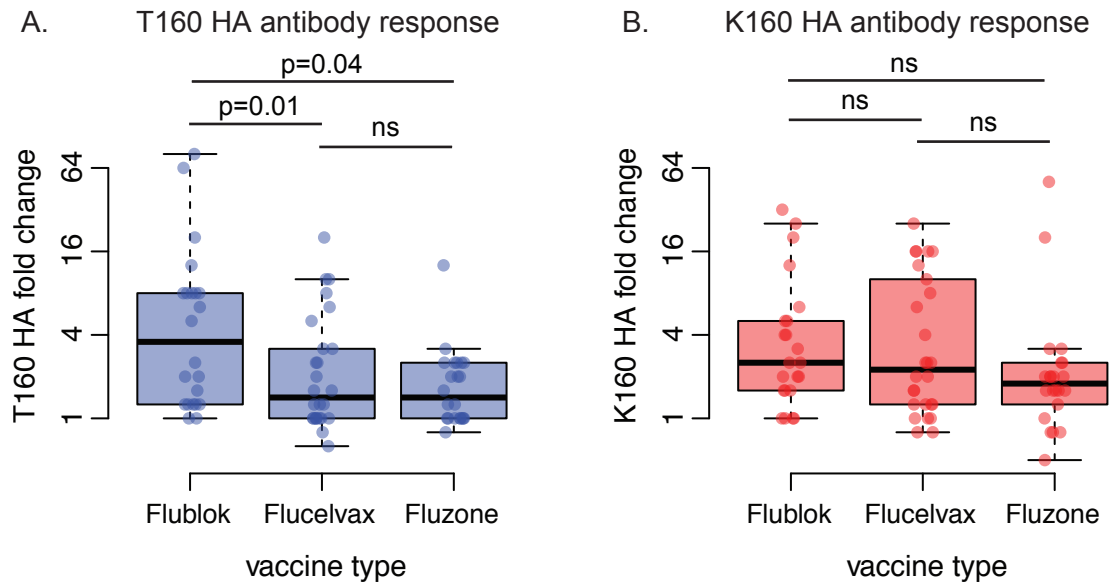 A. T160 HA antibody response
p=0.04
p=0.01
ns
T160 HA fold change
64
16
4
1
Flublok Flucelvax Fluzone
vaccine type
B. K160 HA antibody response
ns
ns
ns
K160 HA fold change
64
16
4
1
Flublok Flucelvax Fluzone
vaccine type